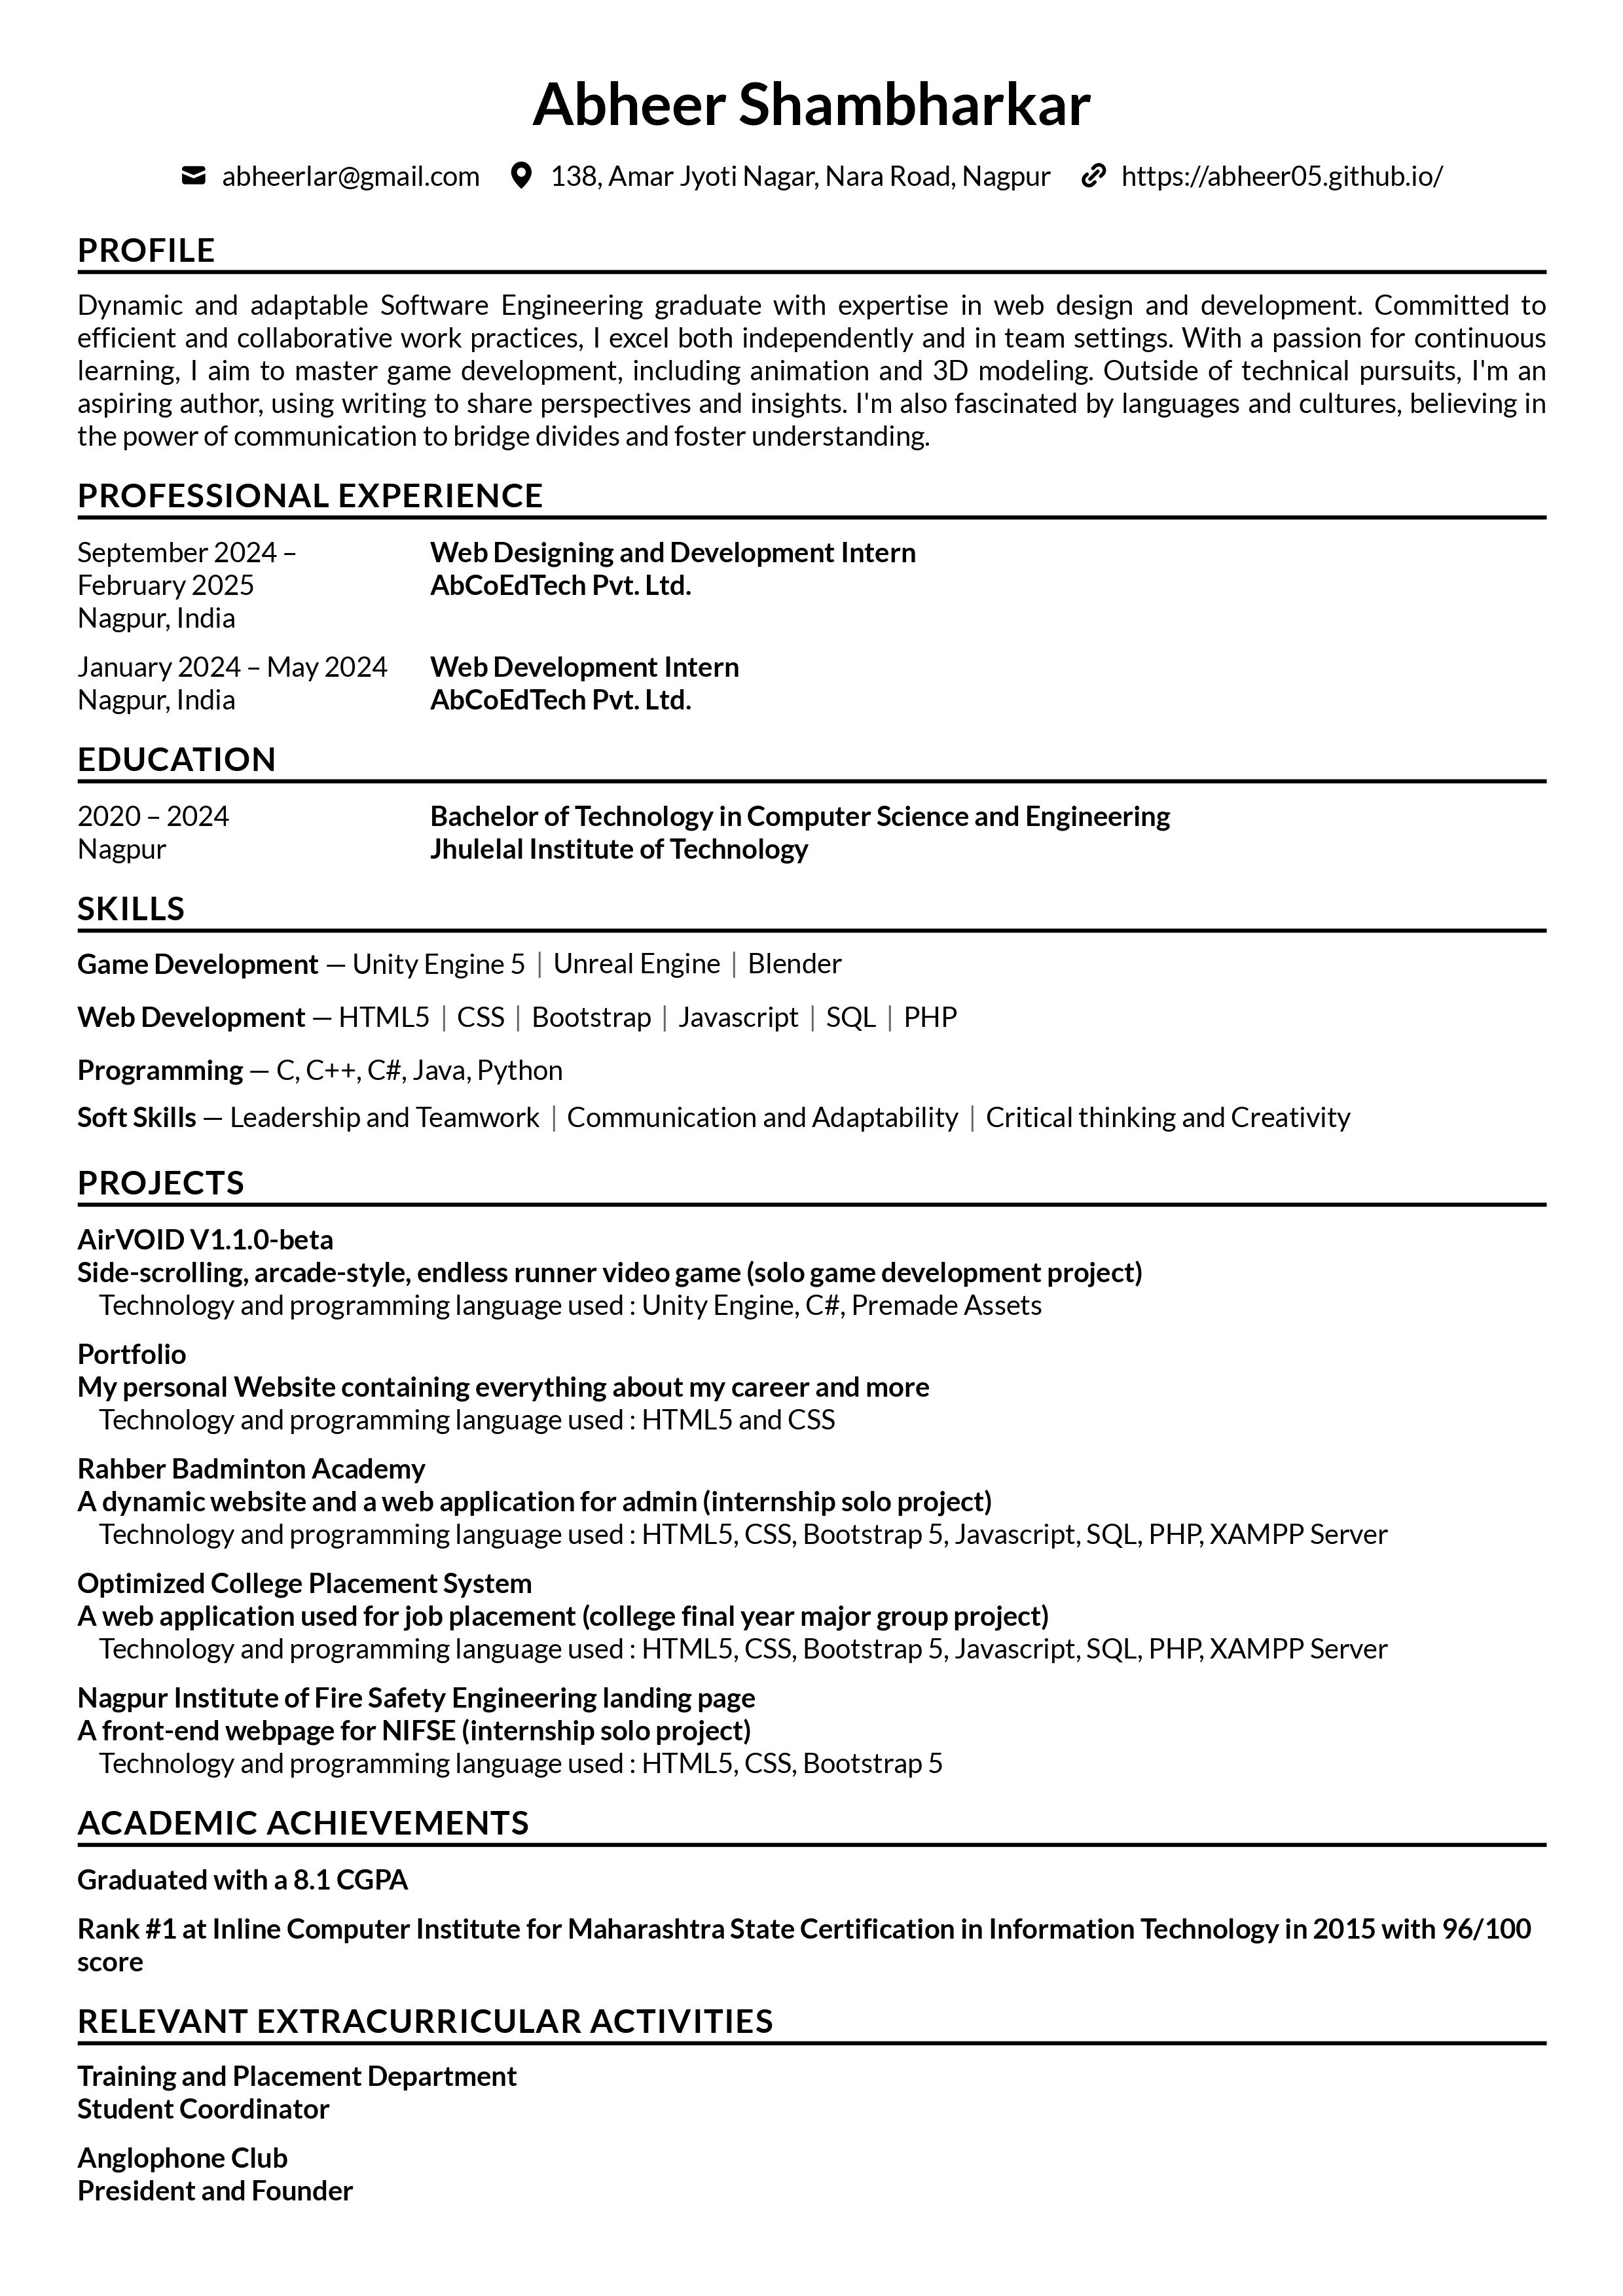 Abheer Shambharkar
abheerlar@gmail.com 138, Amar Jyoti Nagar, Nara Road, Nagpur https://abheer05.github.io/
PROFILE
Dynamic and adaptable Software Engineering graduate with expertise in web design and development. Committed to
efficient and collaborative work practices, I excel both independently and in team settings. With a passion for continuous
learning, I aim to master game development, including animation and 3D modeling. Outside of technical pursuits, I'm an
aspiring author, using writing to share perspectives and insights. I'm also fascinated by languages and cultures, believing in
the power of communication to bridge divides and foster understanding.
PROFESSIONAL EXPERIENCE
September 2024 – Web Designing and Development Intern
February 2025 AbCoEdTech Pvt. Ltd.
Nagpur, India
January 2024 – May 2024 Web Development Intern
Nagpur, India AbCoEdTech Pvt. Ltd.
EDUCATION
2020 – 2024 Bachelor of Technology in Computer Science and Engineering
Nagpur Jhulelal Institute of Technology
SKILLS
Game Development — Unity Engine 5 | Unreal Engine | Blender
Web Development — HTML5 | CSS | Bootstrap | Javascript | SQL | PHP
Programming — C, C++, C#, Java, Python
Soft Skills — Leadership and Teamwork | Communication and Adaptability | Critical thinking and Creativity
PROJECTS
AirVOID V1.1.0-beta
Side-scrolling, arcade-style, endless runner video game (solo game development project)
Technology and programming language used : Unity Engine, C#, Premade Assets
Portfolio
My personal Website containing everything about my career and more
Technology and programming language used : HTML5 and CSS
Rahber Badminton Academy
A dynamic website and a web application for admin (internship solo project)
Technology and programming language used : HTML5, CSS, Bootstrap 5, Javascript, SQL, PHP, XAMPP Server
Optimized College Placement System
A web application used for job placement (college final year major group project)
Technology and programming language used : HTML5, CSS, Bootstrap 5, Javascript, SQL, PHP, XAMPP Server
Nagpur Institute of Fire Safety Engineering landing page
A front-end webpage for NIFSE (internship solo project)
Technology and programming language used : HTML5, CSS, Bootstrap 5
ACADEMIC ACHIEVEMENTS
Graduated with a 8.1 CGPA
Rank #1 at Inline Computer Institute for Maharashtra State Certification in Information Technology in 2015 with 96/100
score
RELEVANT EXTRACURRICULAR ACTIVITIES
Training and Placement Department
Student Coordinator
Anglophone Club
President and Founder